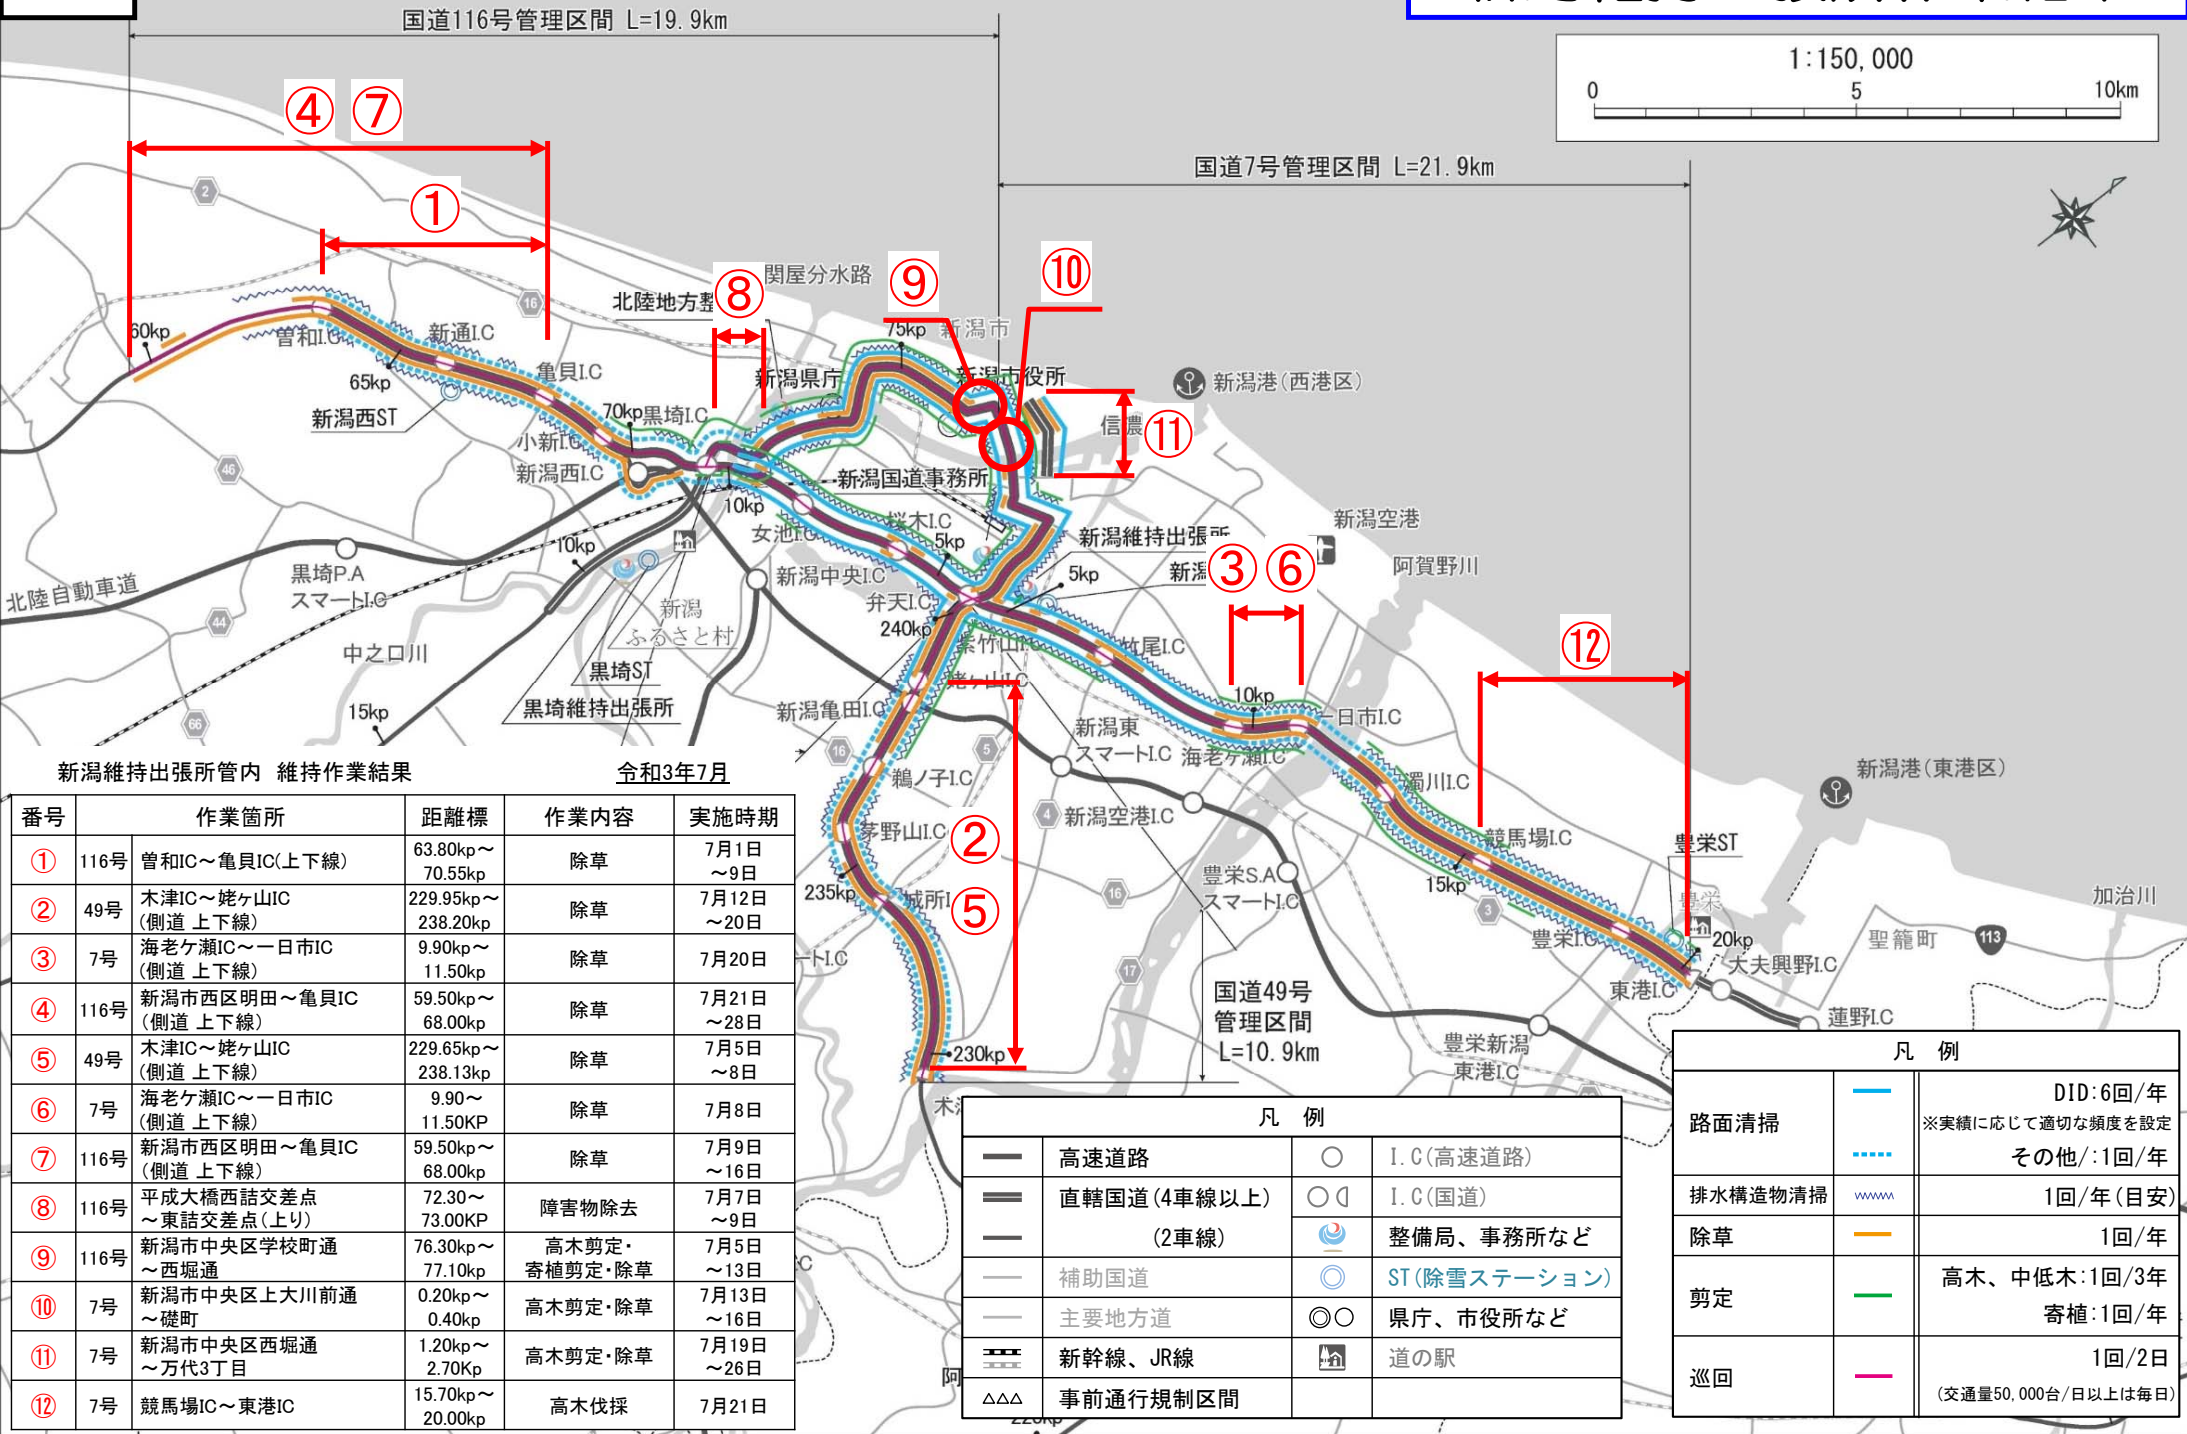 国道116号管理区間 L=19.9km
1:150,000
0 5 10km
国道7号管理区間 L=21.9km
④ ⑦
①
⑧
⑨
⑩
⑪
③ ⑥
⑫
②
⑤
2
16
46
44
66
16
5
4
16
17
3
113
関屋分水路
北陸地方整
75kp
新潟市
60kp
曽和I.C
新通I.C
65kp
亀貝I.C
新潟西ST
新潟県庁
新潟市役所
新潟港(西港区)
信濃
70kp
黒埼I.C
小新I.C
新潟西I.C
10kp
新潟国道事務所
女池I.C
桜木I.C
5kp
新潟維持出張所
新潟空港
5kp
新潟
阿賀野川
10kp
黒埼P.A
スマートI.C
北陸自動車道
新潟中央I.C
弁天I.C
240kp
新潟
ふるさと村
紫竹山I.C
竹尾I.C
中之口川
黒埼ST
姥ヶ山I.C
黒埼維持出張所
新潟亀田I.C
15kp
10kp
一日市I.C
新潟東
スマートI.C
海老ヶ瀬I.C
鵜ノ子I.C
濁川I.C
新潟港(東港区)
茅野山I.C
新潟空港I.C
競馬場I.C
豊栄ST
235kp
城所I
豊栄S.A
スマートI.C
15kp
豊栄
加治川
豊栄I.C
20kp
聖籠町
大夫興野I.C
ートI.C
東港I.C
国道49号
管理区間
L=10.9km
蓮野I.C
230kp
豊栄新潟
東港I.C
木津
阿
新潟維持出張所管内 維持作業結果 令和3年7月
番号 作業箇所 距離標 作業内容 実施時期
① 116号 曽和IC～亀貝IC(上下線) 63.80kp～ 70.55kp 除草 7月1日 ～9日
② 49号 木津IC～姥ヶ山IC (側道 上下線) 229.95kp～ 238.20kp 除草 7月12日 ～20日
③ 7号 海老ケ瀬IC～一日市IC (側道 上下線) 9.90kp～ 11.50kp 除草 7月20日
④ 116号 新潟市西区明田～亀貝IC (側道 上下線) 59.50kp～ 68.00kp 除草 7月21日 ～28日
⑤ 49号 木津IC～姥ヶ山IC (側道 上下線) 229.65kp～ 238.13kp 除草 7月5日 ～8日
⑥ 7号 海老ケ瀬IC～一日市IC (側道 上下線) 9.90～ 11.50KP 除草 7月8日
⑦ 116号 新潟市西区明田～亀貝IC (側道 上下線) 59.50kp～ 68.00kp 除草 7月9日 ～16日
⑧ 116号 平成大橋西詰交差点 ～東詰交差点(上り) 72.30～ 73.00KP 障害物除去 7月7日 ～9日
⑨ 116号 新潟市中央区学校町通 ～西堀通 76.30kp～ 77.10kp 高木剪定・ 寄植剪定・除草 7月5日 ～13日
⑩ 7号 新潟市中央区上大川前通 ～礎町 0.20kp～ 0.40kp 高木剪定・除草 7月13日 ～16日
⑪ 7号 新潟市中央区西堀通 ～万代3丁目 1.20kp～ 2.70Kp 高木剪定・除草 7月19日 ～26日
⑫ 7号 競馬場IC～東港IC 15.70kp～ 20.00kp 高木伐採 7月21日
凡 例
高速道路 I.C(高速道路)
直轄国道(4車線以上) I.C(国道)
(2車線) 整備局、事務所など
補助国道 ST(除雪ステーション)
主要地方道 県庁、市役所など
新幹線、JR線 道の駅
事前通行規制区間
凡 例
路面清掃 DID:6回/年
※実績に応じて適切な頻度を設定
その他/:1回/年
排水構造物清掃 1回/年(目安)
除草 1回/年
剪定 高木、中低木:1回/3年
寄植:1回/年
巡回 1回/2日
(交通量50,000台/日以上は毎日)